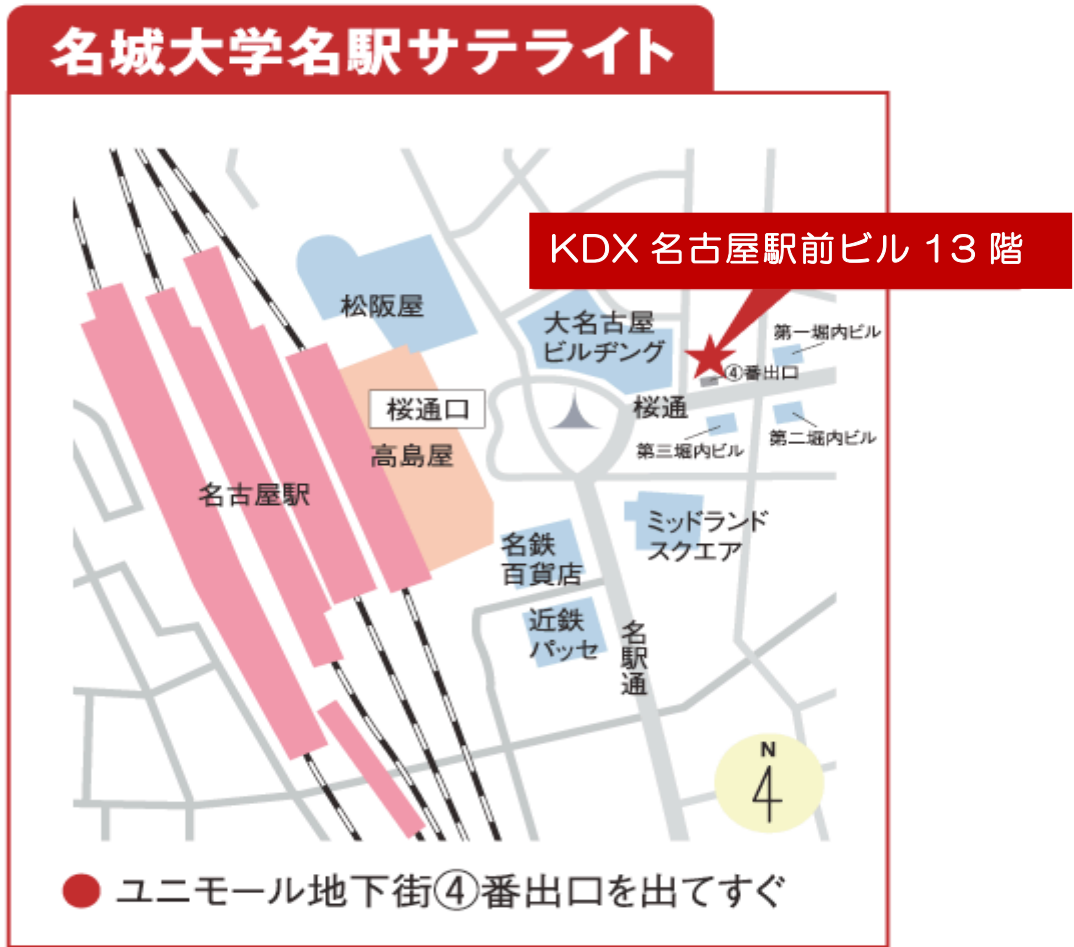 名城大学名駅サテライト
KDX 名古屋駅前ビル 13 階
松阪屋
大名古屋
ビルヂング
第一堀内ビル
④番出口
桜通口
桜通
高島屋
第三堀内ビル
第二堀内ビル
名古屋駅
ミッドランド
スクエア
名鉄
百貨店
近鉄
パッセ
名駅通
N
● ユニモール地下街④番出口を出てすぐ